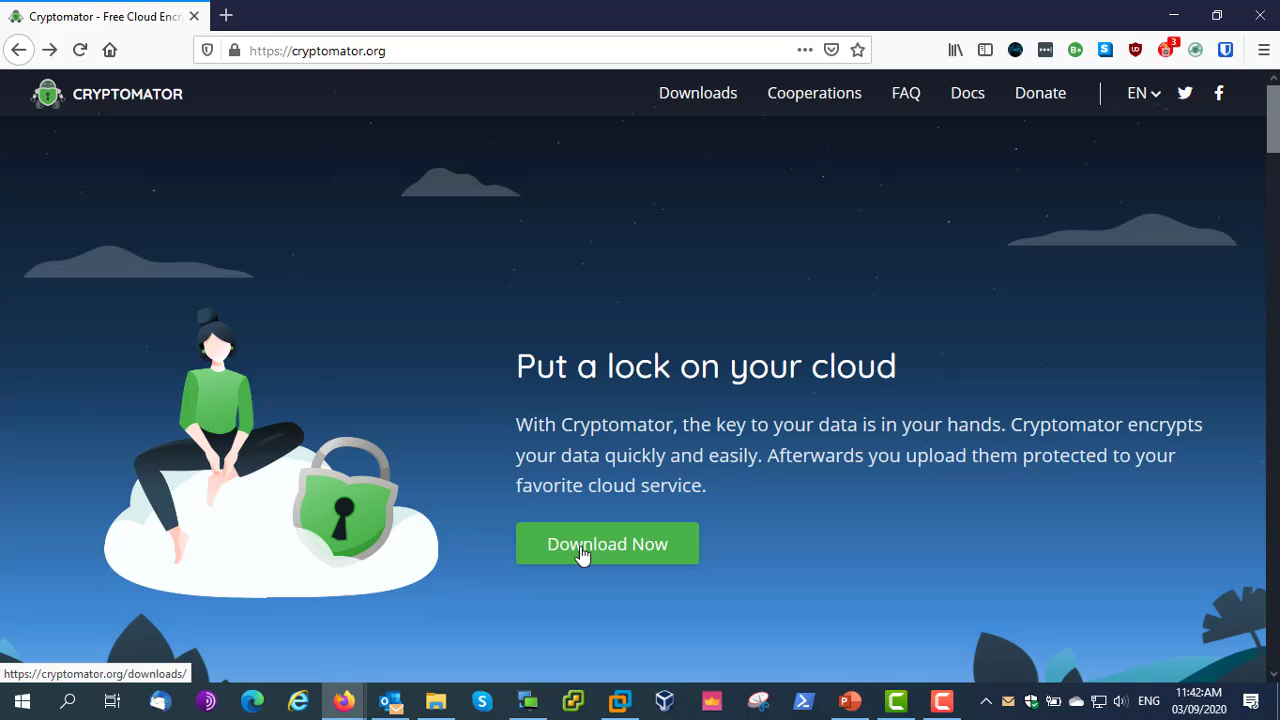 Cryptomator - Free Cloud Encry
https://cryptomator.org
3
CRYPTOMATOR
Downloads
Cooperations
FAQ
Docs
Donate
EN
Put a lock on your cloud
With Cryptomator, the key to your data is in your hands. Cryptomator encrypts
your data quickly and easily. Afterwards you upload them protected to your
favorite cloud service.
Download Now
https://cryptomator.org/downloads/
ENG
11:42 AM
03/09/2020